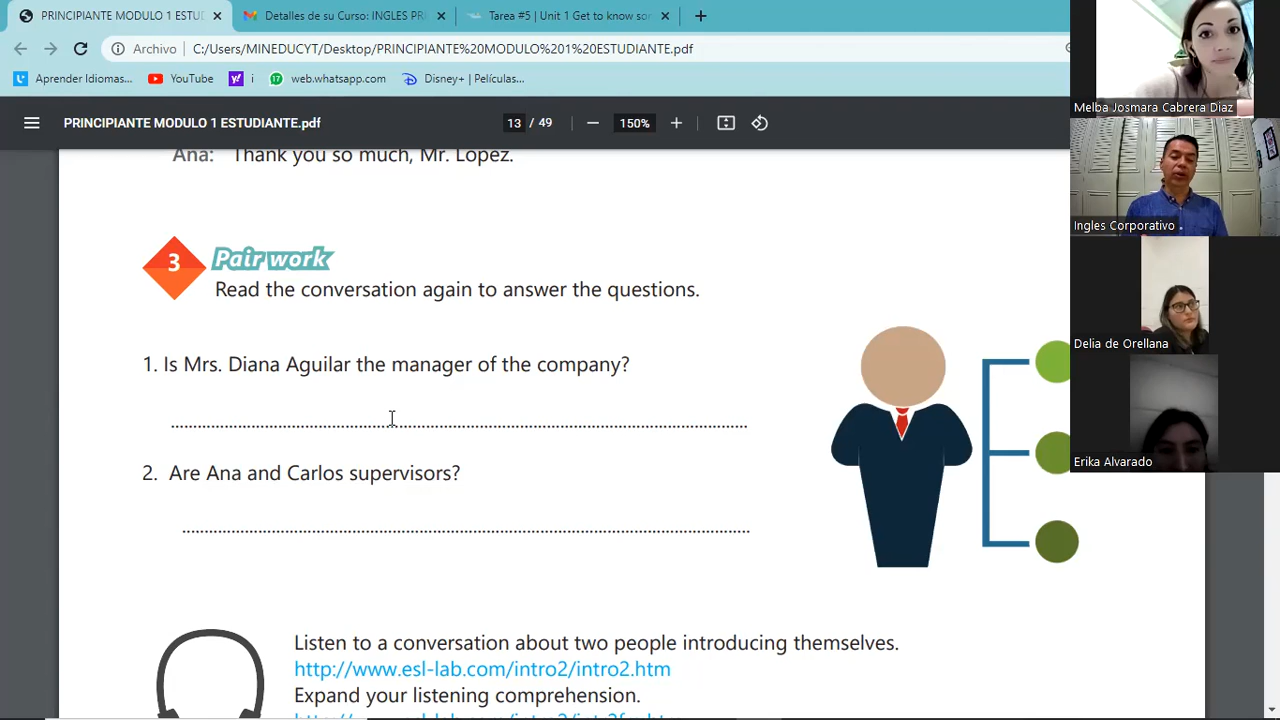 PRINCIPIANTE MODULO 1 ESTUD
Detalles de su Curso: INGLES PR
Tarea #5 | Unit 1 Get to know so
Archivo
C:/Users/MINEDUCYT/Desktop/PRINCIPIANTE%20MODULO%201%20ESTUDIANTE.pdf
Aprender Idiomas...
YouTube
i
web.whatsapp.com
Disney+ | Películas...
PRINCIPIANTE MODULO 1 ESTUDIANTE.pdf
13 / 49
150%
Ana: Thank you so much, Mr. Lopez.
3 Pair work
Read the conversation again to answer the questions.
1. Is Mrs. Diana Aguilar the manager of the company?
2. Are Ana and Carlos supervisors?
Listen to a conversation about two people introducing themselves.
http://www.esl-lab.com/intro2/intro2.htm
Expand your listening comprehension.
Melba Josmara Cabrera Diaz
Ingles Corporativo
Delia de Orellana
Erika Alvarado